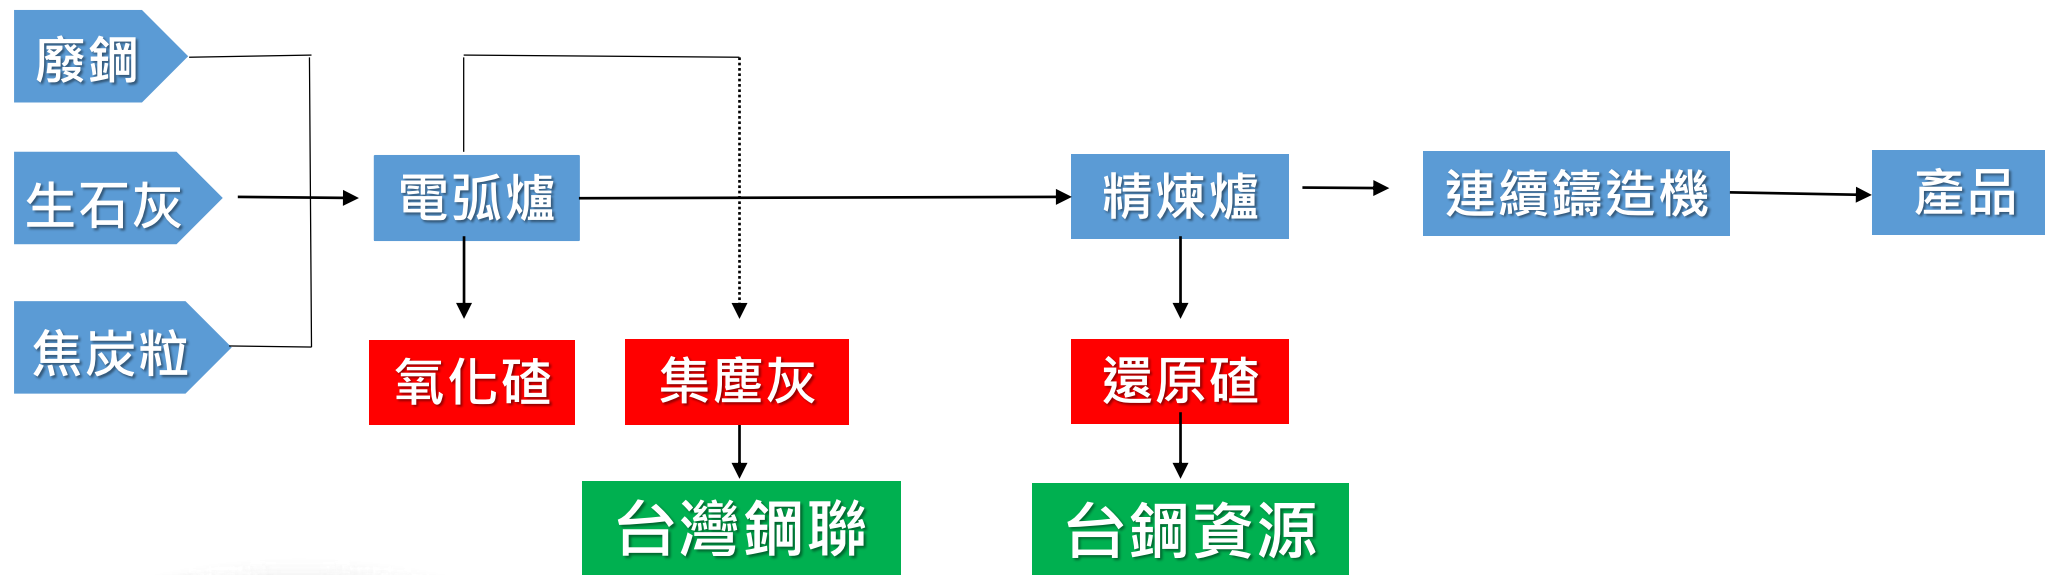 廢鋼
生石灰
焦炭粒
電弧爐
精煉爐
連續鑄造機
產品
氧化碴
集塵灰
還原碴
台灣鋼聯
台鋼資源